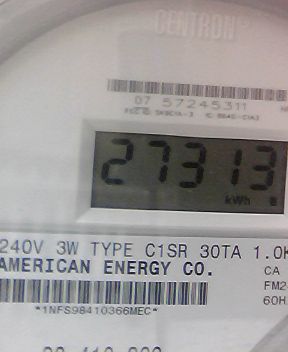 CENTRON®
07 57245311
27313
kWh
240V 3W TYPE C1SR 30TA 1.0K
AMERICAN ENERGY CO.
CA
FM2
60H
*1NFS98410366MEC*